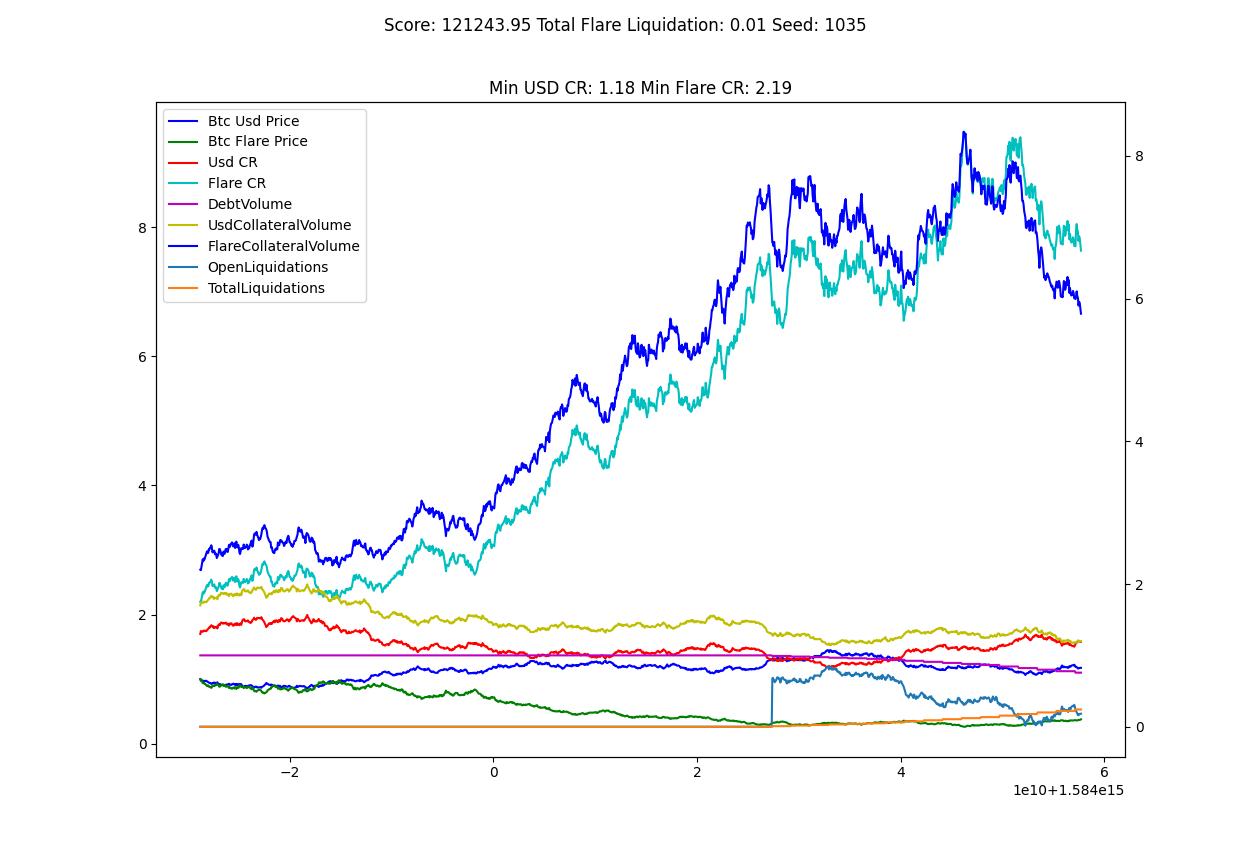 Score: 121243.95 Total Flare Liquidation: 0.01 Seed: 1035
Min USD CR: 1.18 Min Flare CR: 2.19
Btc Usd Price
Btc Flare Price
Usd CR
Flare CR
DebtVolume
UsdCollateralVolume
FlareCollateralVolume
OpenLiquidations
TotalLiquidations
8
6
4
2
0
8
6
4
2
0
−2
0
2
4
6
1e10+1.584e15